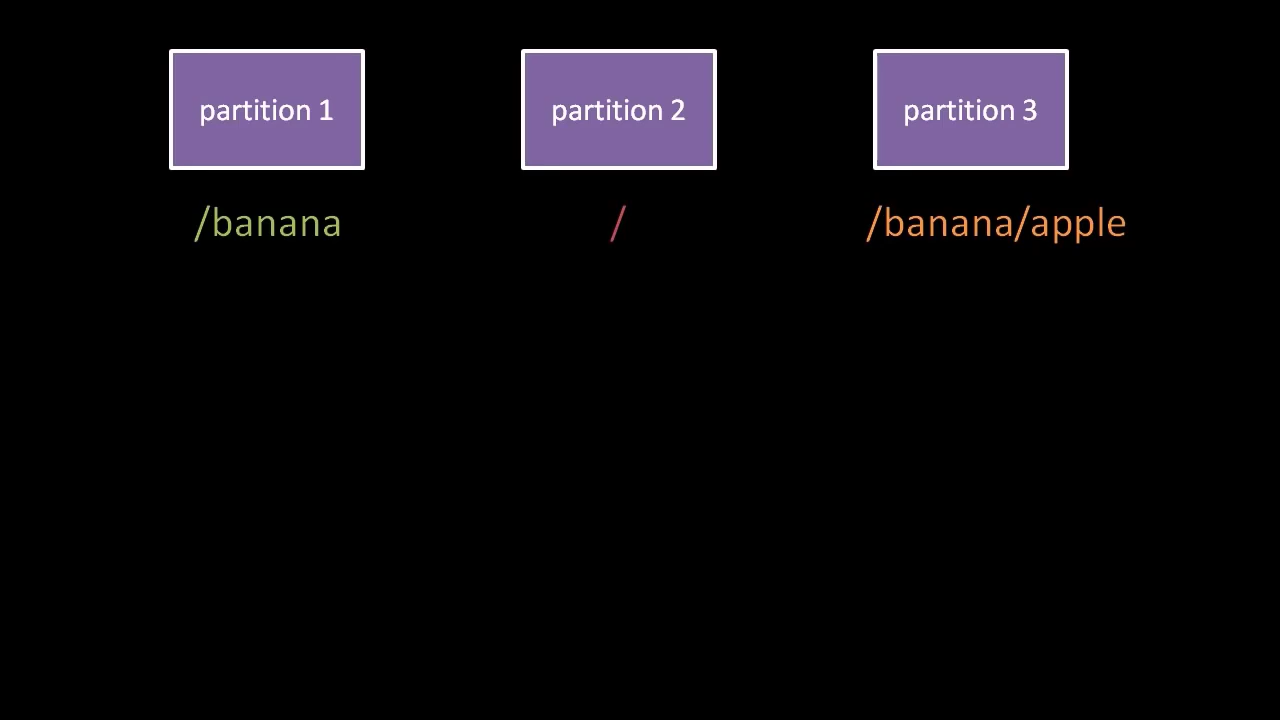 partition 1
partition 2
partition 3
/banana
/
/banana/apple